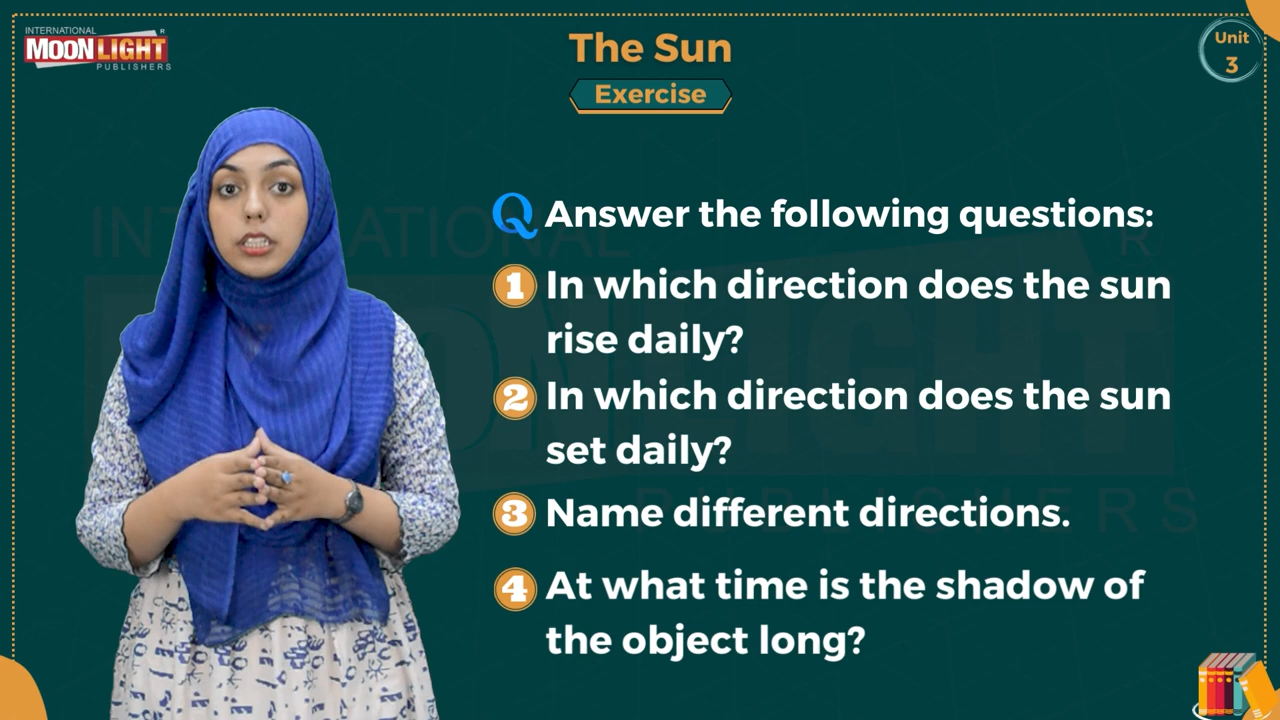 INTERNATIONAL R
MOON LIGHT
PUBLISHERS
The Sun
Exercise
Unit
3
Q Answer the following questions:
1 In which direction does the sun
rise daily?
2 In which direction does the sun
set daily?
3 Name different directions.
4 At what time is the shadow of
the object long?